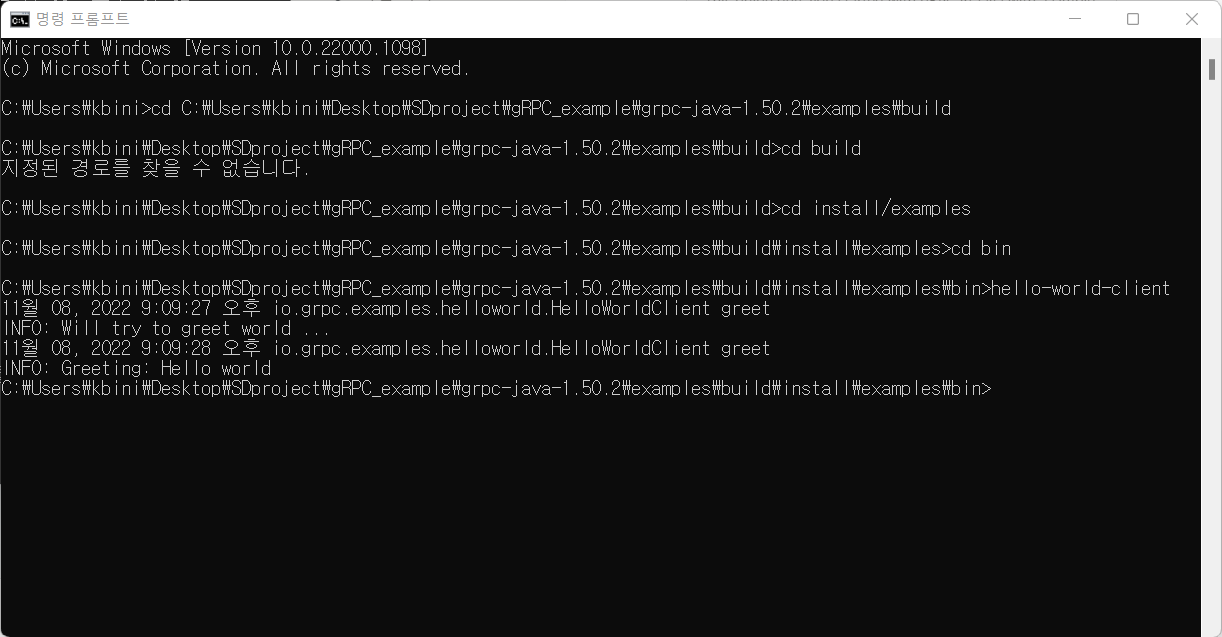 명령 프롬프트
Microsoft Windows [Version 10.0.22000.1098]
(c) Microsoft Corporation. All rights reserved.
C:₩Users₩kbini>cd C:₩Users₩kbini₩Desktop₩SDproject₩gRPC_example₩grpc-java-1.50.2₩examples₩build
C:₩Users₩kbini₩Desktop₩SDproject₩gRPC_example₩grpc-java-1.50.2₩examples₩build>cd build
지정된 경로를 찾을 수 없습니다.
C:₩Users₩kbini₩Desktop₩SDproject₩gRPC_example₩grpc-java-1.50.2₩examples₩build>cd install/examples
C:₩Users₩kbini₩Desktop₩SDproject₩gRPC_example₩grpc-java-1.50.2₩examples₩build₩install₩examples>cd bin
C:₩Users₩kbini₩Desktop₩SDproject₩gRPC_example₩grpc-java-1.50.2₩examples₩build₩install₩examples₩bin>hello-world-client
11월 08, 2022 9:09:27 오후 io.grpc.examples.helloworld.HelloWorldClient greet
INFO: Will try to greet world ...
11월 08, 2022 9:09:28 오후 io.grpc.examples.helloworld.HelloWorldClient greet
INFO: Greeting: Hello world
C:₩Users₩kbini₩Desktop₩SDproject₩gRPC_example₩grpc-java-1.50.2₩examples₩build₩install₩examples₩bin>